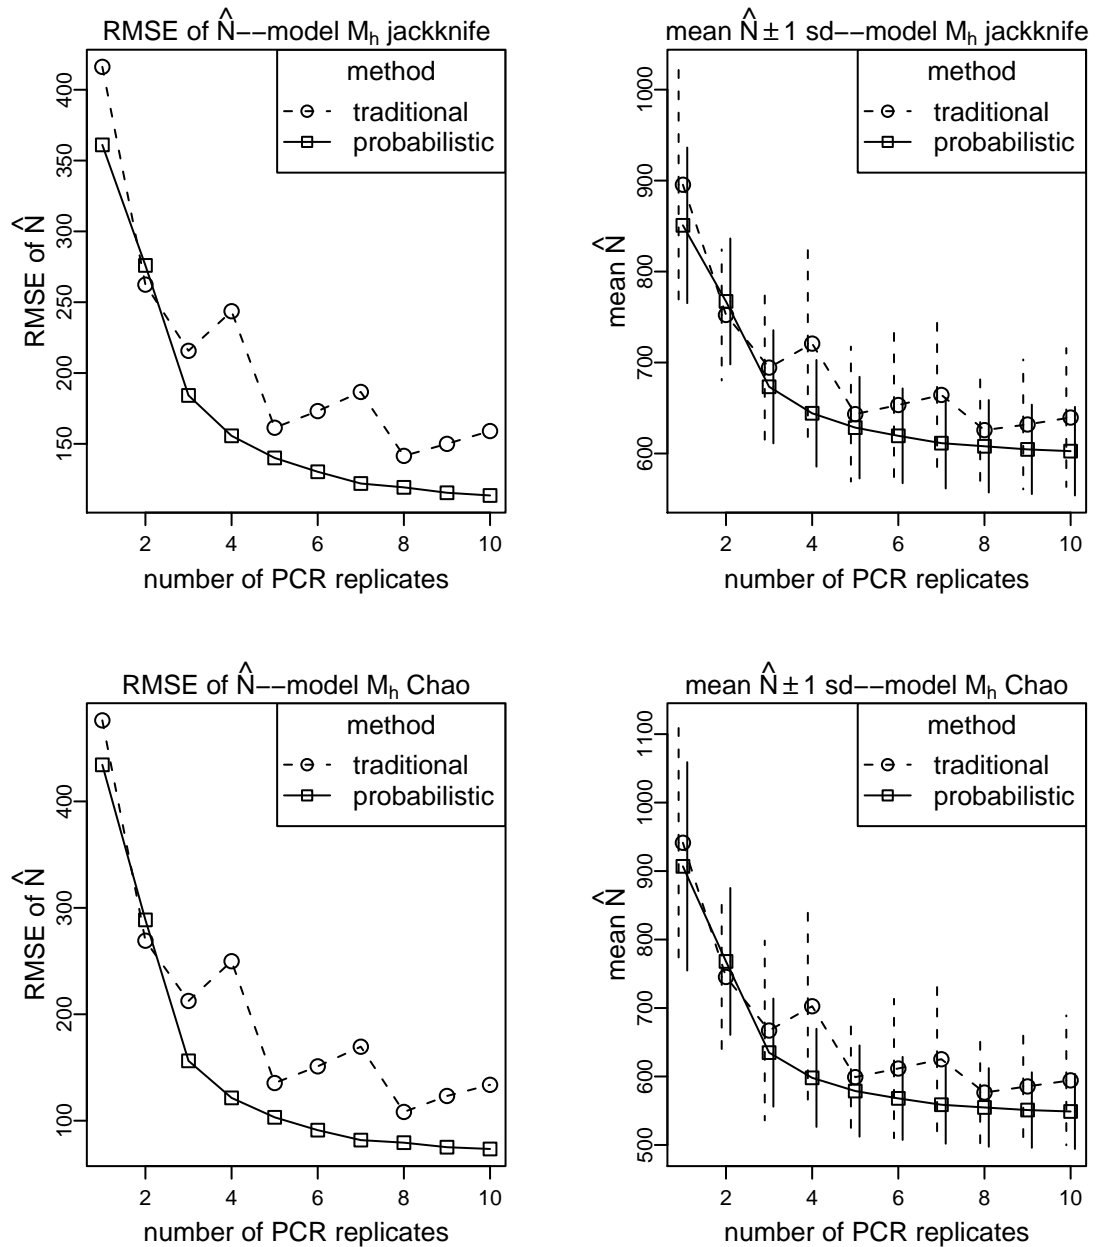 RMSE of N̂−−model Mₕ jackknife
method
traditional
probabilistic
RMSE of N̂
400
350
300
250
200
150
2 4 6 8 10
number of PCR replicates
mean N̂ ± 1 sd−−model Mₕ jackknife
method
traditional
probabilistic
mean N̂
1000
900
800
700
600
2 4 6 8 10
number of PCR replicates
RMSE of N̂−−model Mₕ Chao
method
traditional
probabilistic
RMSE of N̂
400
300
200
100
2 4 6 8 10
number of PCR replicates
mean N̂ ± 1 sd−−model Mₕ Chao
method
traditional
probabilistic
mean N̂
1100
1000
900
800
700
600
500
2 4 6 8 10
number of PCR replicates